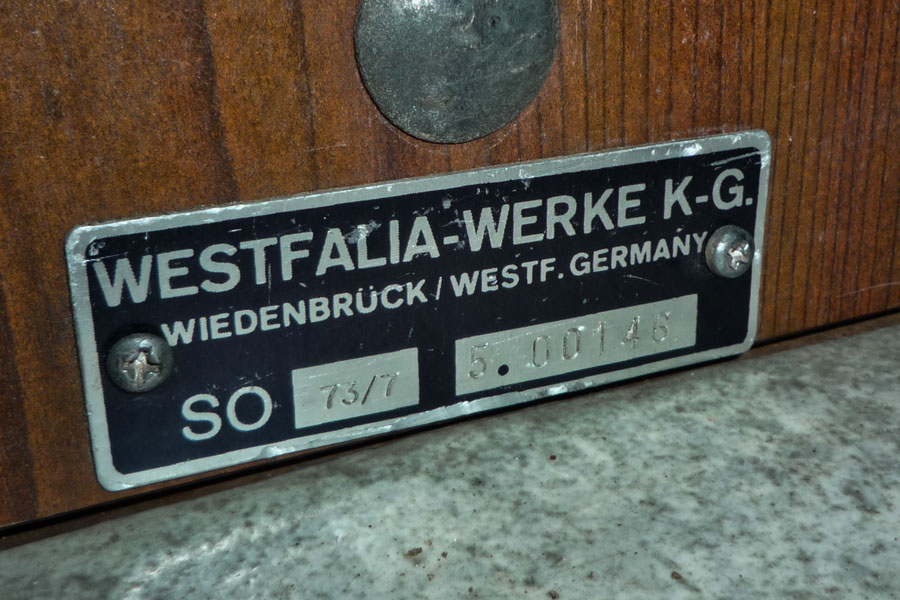 WESTFALIA-WERKE K-G.
WIEDENBRÜCK/WESTF. GERMANY
SO 73/7 5.00146